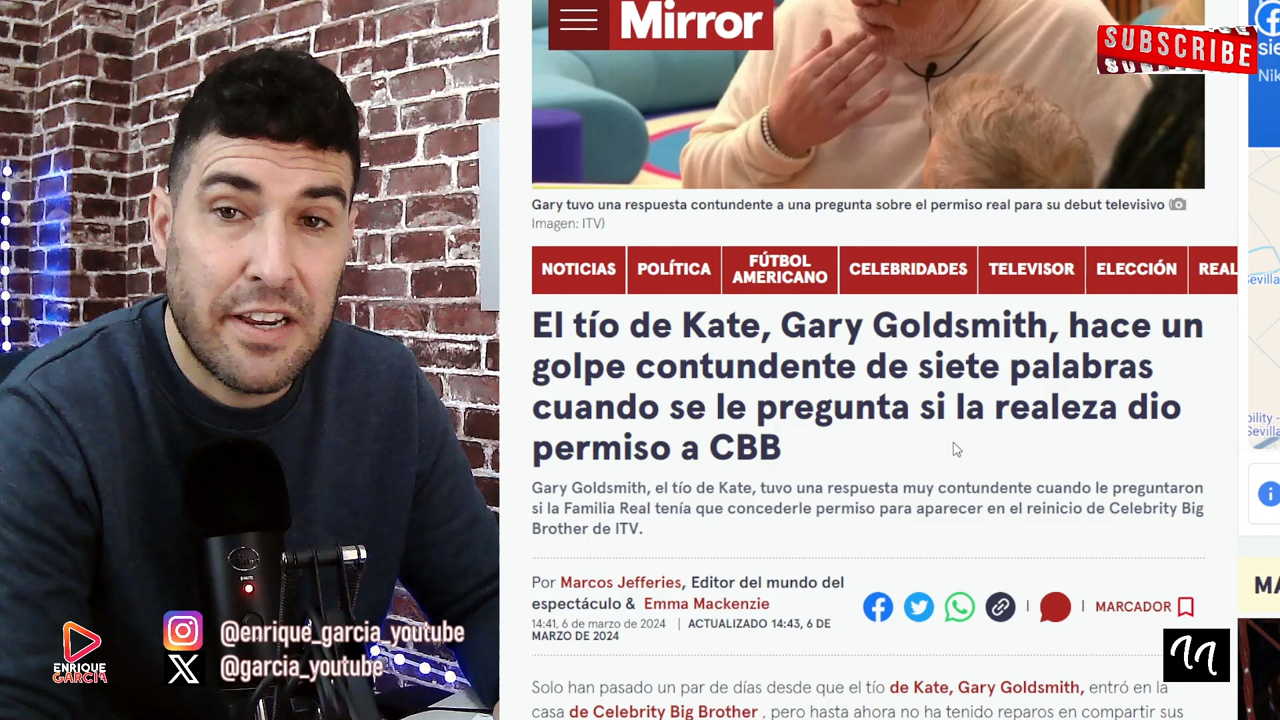 Mirror
SUBSCRIBE
Gary tuvo una respuesta contundente a una pregunta sobre el permiso real para su debut televisivo
Imagen: ITV)
NOTICIAS
POLÍTICA
FÚTBOL
AMERICANO
CELEBRIDADES
TELEVISOR
ELECCIÓN
REAL
El tío de Kate, Gary Goldsmith, hace un
golpe contundente de siete palabras
cuando se le pregunta si la realeza dio
permiso a CBB
Gary Goldsmith, el tío de Kate, tuvo una respuesta muy contundente cuando le preguntaron
si la Familia Real tenía que concederle permiso para aparecer en el reinicio de Celebrity Big
Brother de ITV.
Por Marcos Jefferies, Editor del mundo del
espectáculo & Emma Mackenzie
14:41, 6 de marzo de 2024 | ACTUALIZADO 14:43, 6 DE
MARZO DE 2024
MARCADOR
Solo han pasado un par de días desde que el tío de Kate, Gary Goldsmith, entró en la
casa de Celebrity Big Brother , pero hasta ahora no ha tenido reparos en compartir sus
ENRIQUE
GARCIA
@enrique_garcia_youtube
@garcia_youtube
sie
Nik
evilla
bility -
Sevilla
MA